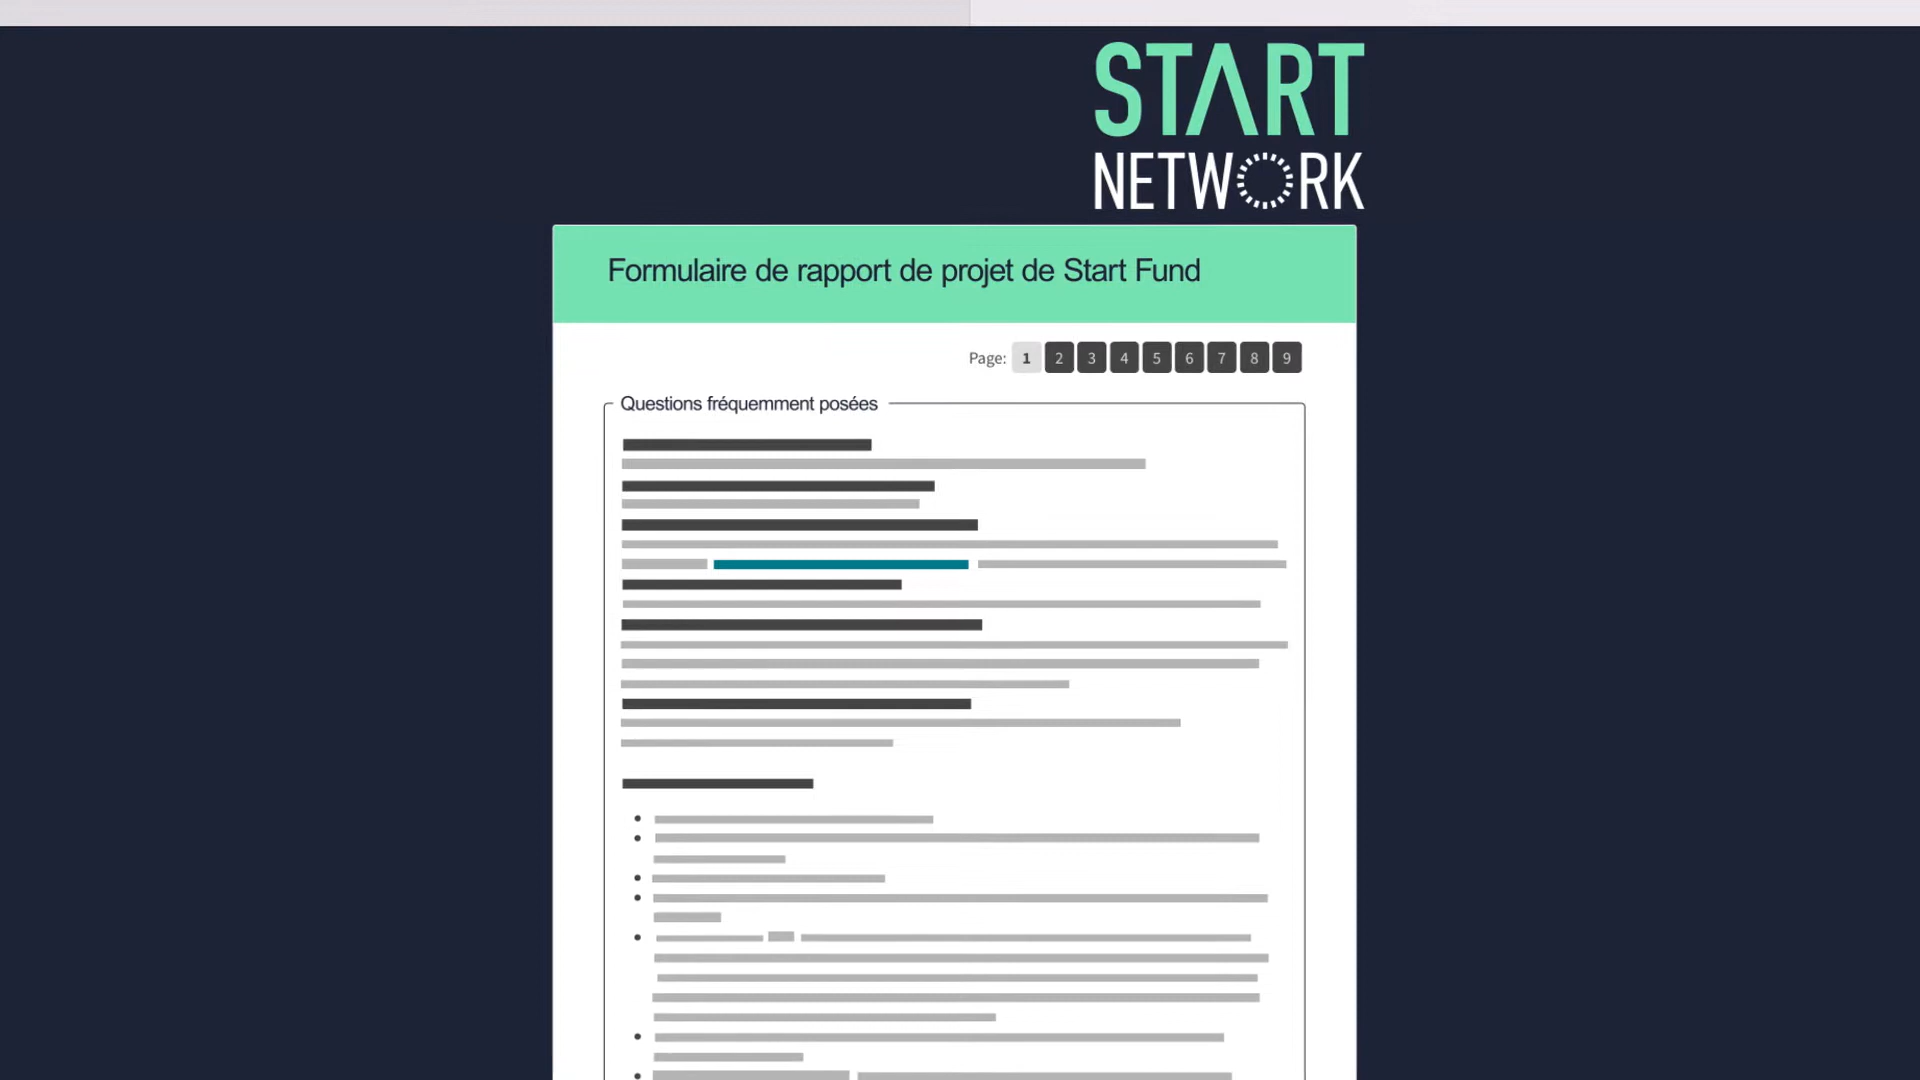 START
NETWORK
Formulaire de rapport de projet de Start Fund
Page: 1 2 3 4 5 6 7 8 9
Questions fréquemment posées